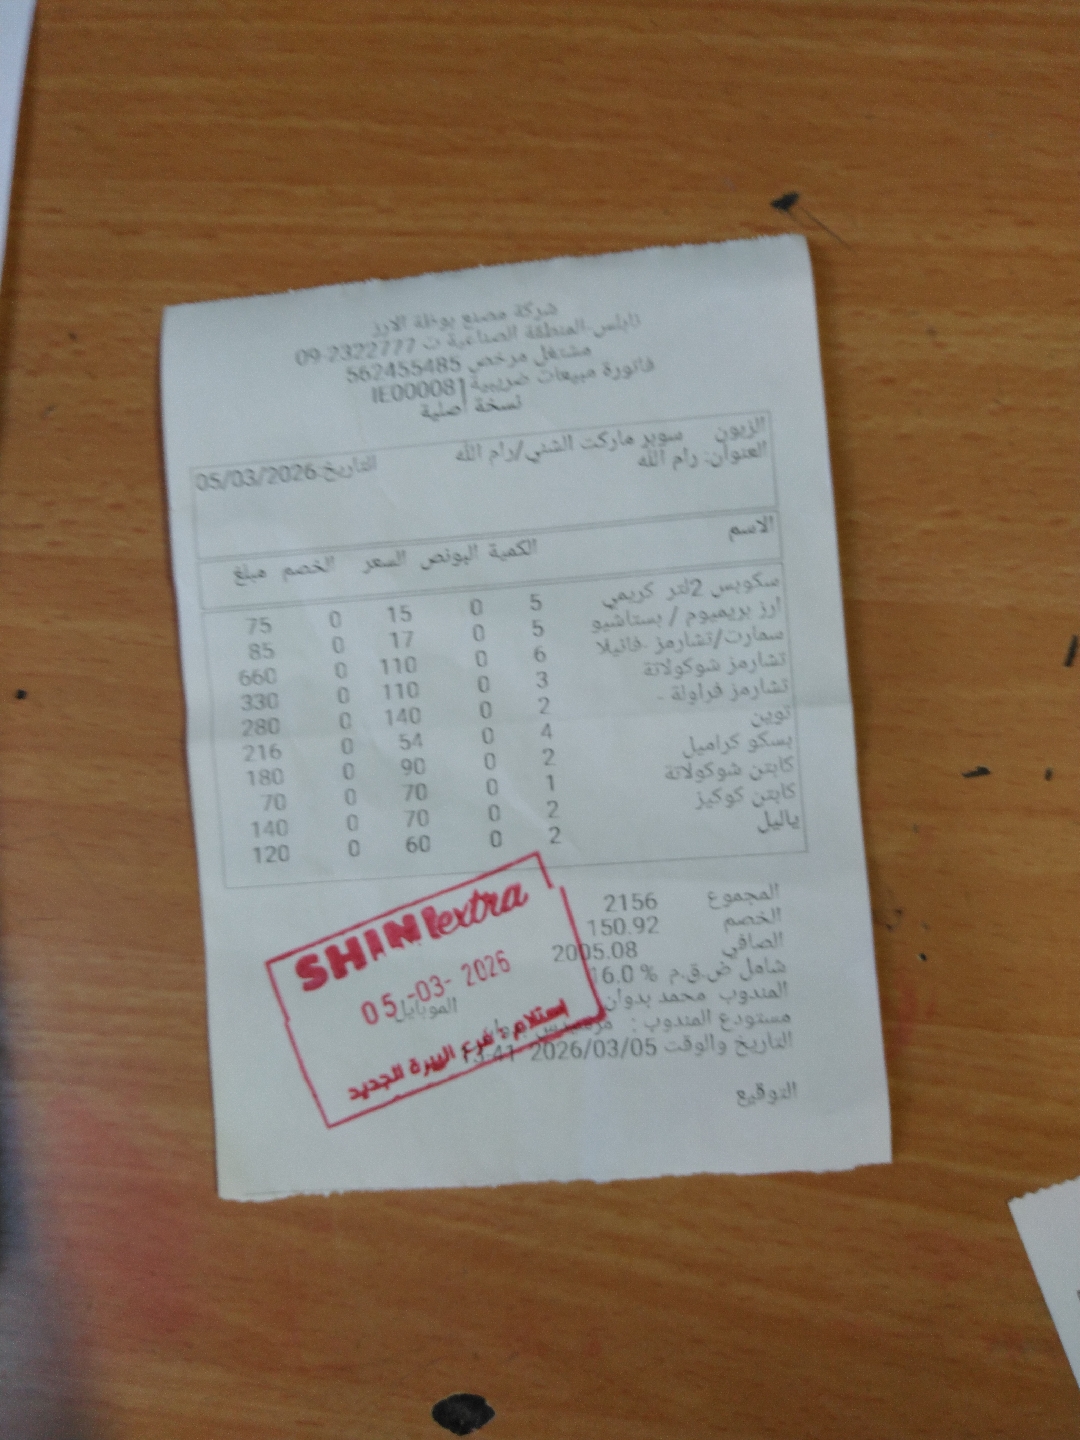 شركة مصنع بوظة الارز
نابلس-المنطقة الصناعية ت 09-2322777
مشتغل مرخص 562455485
فاتورة مبيعات ضريبية IE00008
نسخة اصلية
الزبون سوبر ماركت الشني/رام الله
العنوان: رام الله التاريخ:05/03/2026
الاسم الكمية البونص السعر الخصم مبلغ
سكوبس 2لتر كريمي 5 0 15 0 75
ارز بريميوم / بستاشيو 5 0 17 0 85
سمارت/تشارمز .فانيلا 6 0 110 0 660
تشارمز شوكولاتة 3 0 110 0 330
تشارمز فراولة - 2 0 140 0 280
توين 4 0 54 0 216
بسكو كراميل 2 0 90 0 180
كابتن شوكولاتة 1 0 70 0 70
كابتن كوكيز 2 0 70 0 140
ياليل 2 0 60 0 120
المجموع 2156
الخصم 150.92
الصافي 2005.08
شامل ض.ق.م % 16.0
المندوب محمد بدوان الموبايل
مستودع المندوب : مرسيدس
التاريخ والوقت 2026/03/05 13:41
التوقيع
SHINI extra
05-03-2026
إستلام : فرع البيرة الجديد